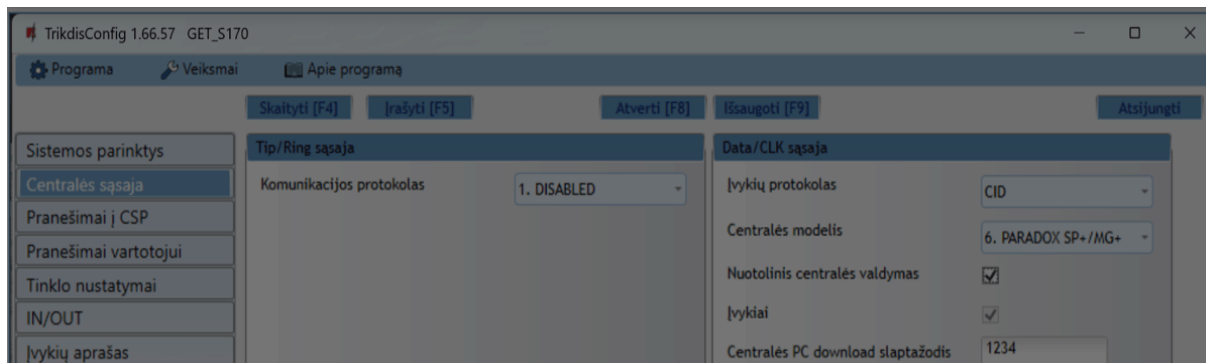 TrikdisConfig 1.66.57 GET_S170
Programa Veiksmai Apie programą
Skaityti [F4] Įrašyti [F5] Atverti [F8] Išsaugoti [F9] Atsijungti
Sistemos parinktys
Centralės sąsaja
Pranešimai į CSP
Pranešimai vartotojui
Tinklo nustatymai
IN/OUT
Įvykių aprašas
Tip/Ring sąsaja
Komunikacijos protokolas 1. DISABLED
Data/CLK sąsaja
Įvykių protokolas CID
Centralės modelis 6. PARADOX SP+/MG+
Nuotolinis centralės valdymas
Įvykiai
Centralės PC download slaptažodis 1234